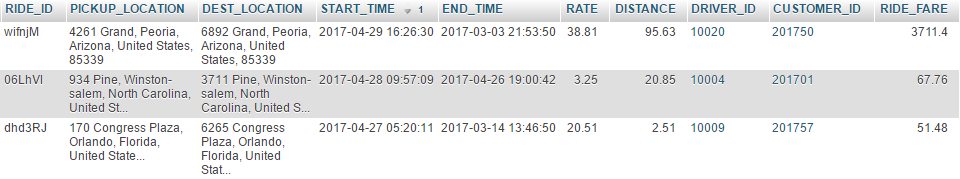 RIDE_ID PICKUP_LOCATION DEST_LOCATION START_TIME 1 END_TIME RATE DISTANCE DRIVER_ID CUSTOMER_ID RIDE_FARE
wifnjM 4261 Grand, Peoria, 6892 Grand, Peoria, 2017-04-29 16:26:30 2017-03-03 21:53:50 38.81 95.63 10020 201750 3711.4
Arizona, United States, Arizona, United
85339 States, 85339
06LhVI 934 Pine, Winston- 3711 Pine, Winston- 2017-04-28 09:57:09 2017-04-26 19:00:42 3.25 20.85 10004 201701 67.76
salem, North Carolina, salem, North
United St... Carolina, United S...
dhd3RJ 170 Congress Plaza, 6265 Congress 2017-04-27 05:20:11 2017-03-14 13:46:50 20.51 2.51 10009 201757 51.48
Orlando, Florida, Plaza, Orlando,
United State... Florida, United
Stat...